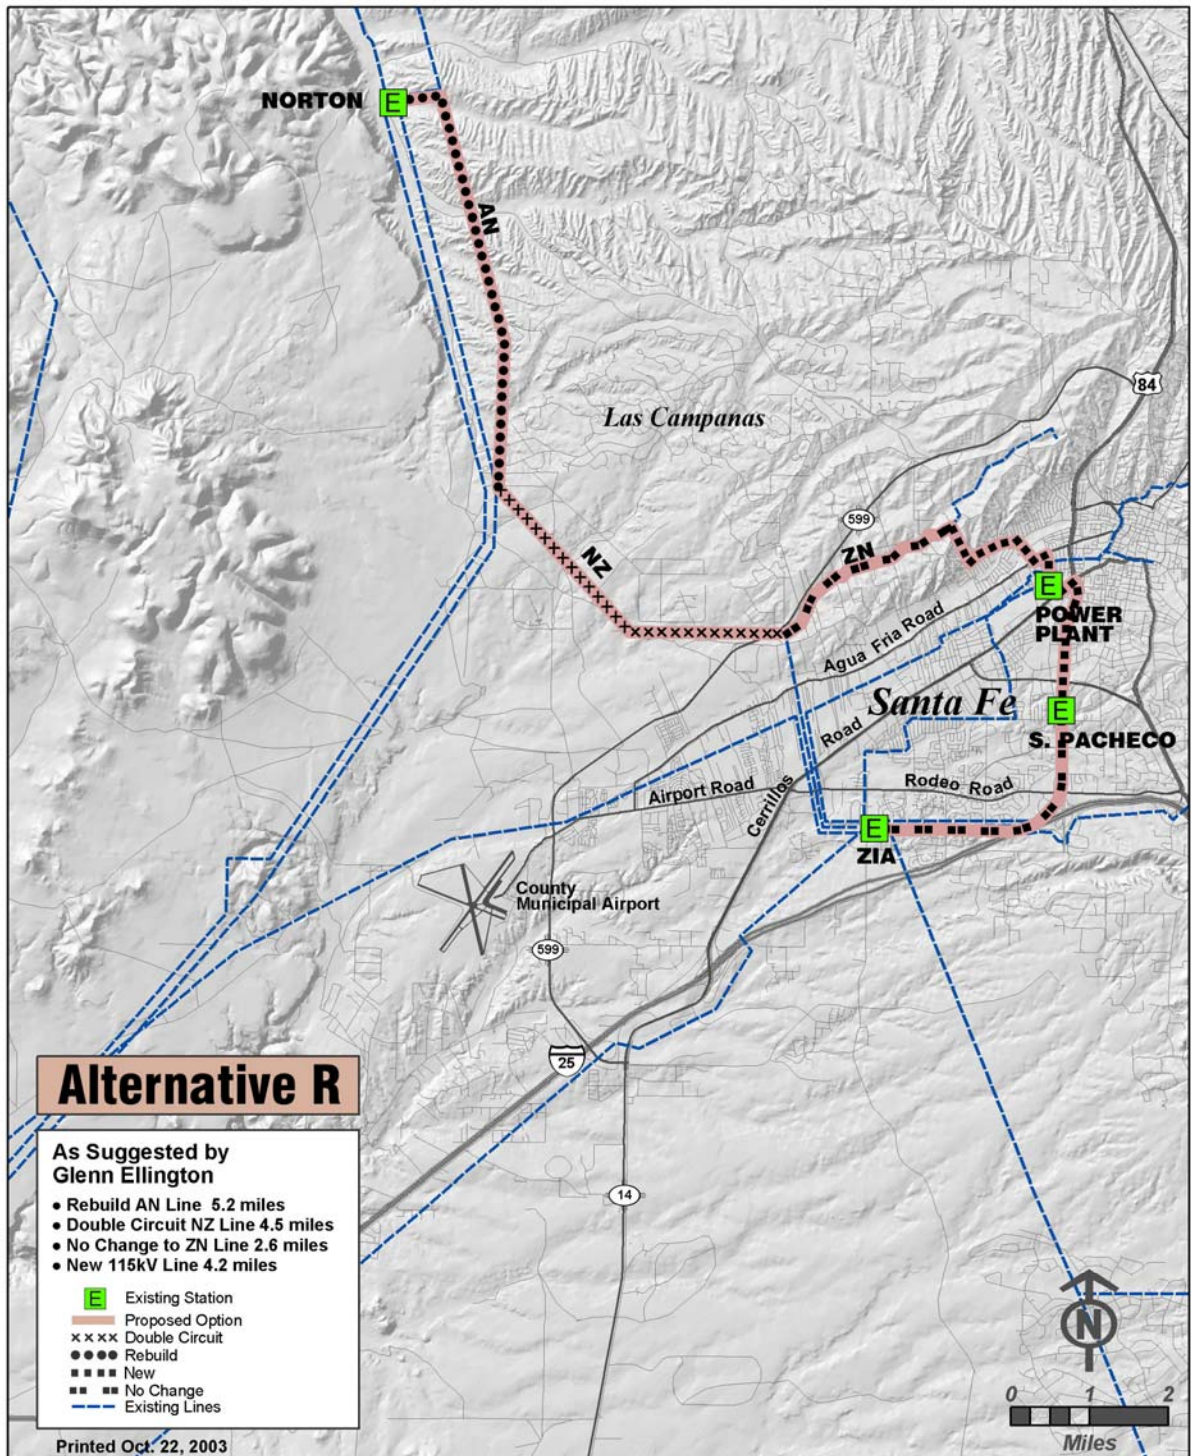 NORTON
E
AN
84
Las Campanas
599
ZN
NZ
E
POWER
PLANT
Agua Fria Road
Santa Fe
E
S. PACHECO
Road
Cerrillos
Rodeo Road
Airport Road
E
ZIA
County
Municipal Airport
599
25
14
Alternative R
As Suggested by
Glenn Ellington
• Rebuild AN Line 5.2 miles
• Double Circuit NZ Line 4.5 miles
• No Change to ZN Line 2.6 miles
• New 115kV Line 4.2 miles
E Existing Station
Proposed Option
Double Circuit
Rebuild
New
No Change
Existing Lines
Printed Oct. 22, 2003
N
0 1 2
Miles